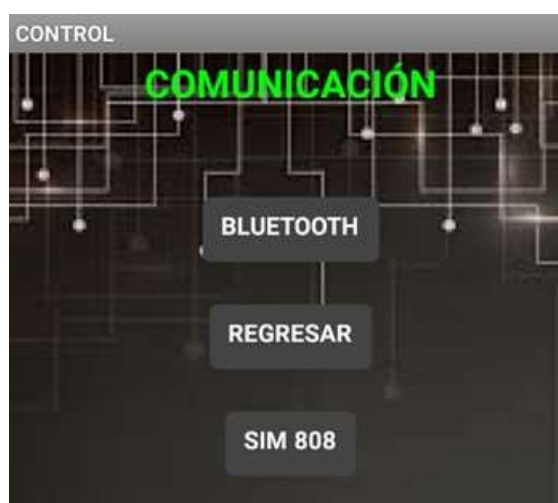 CONTROL
COMUNICACIÓN
BLUETOOTH
REGRESAR
SIM 808